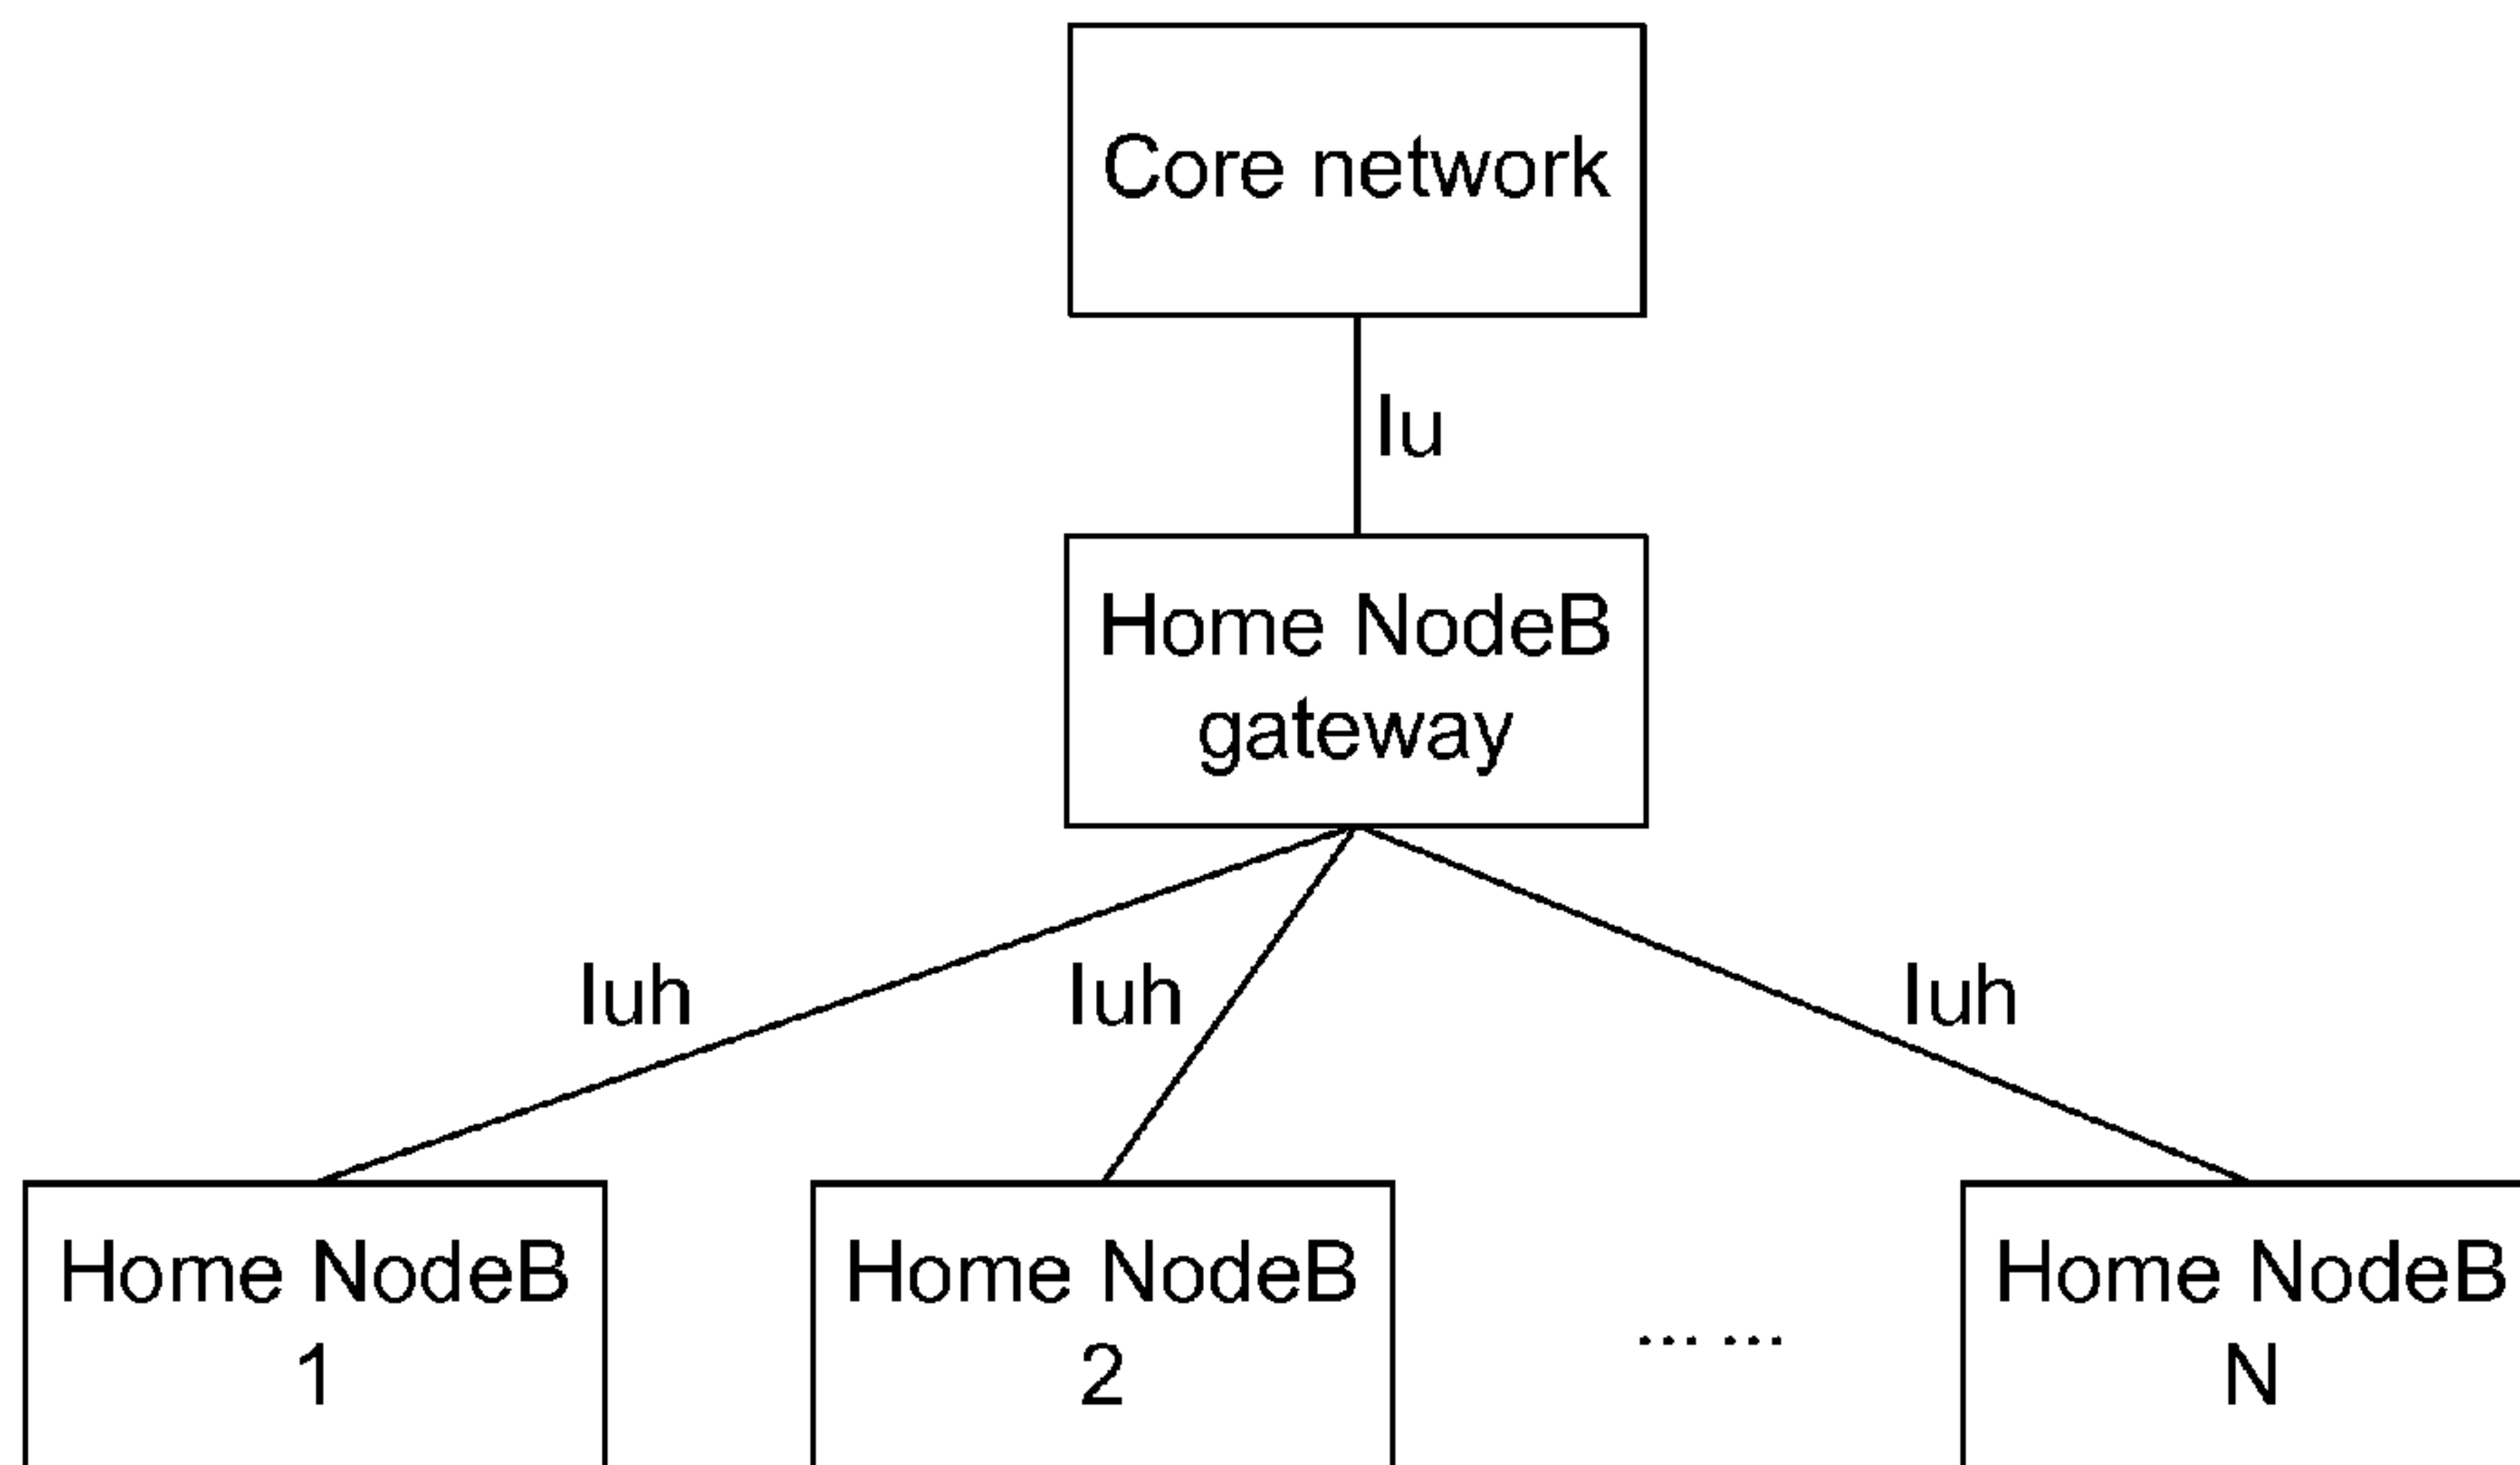 Core network
Iu
Home NodeB
gateway
Iuh
Iuh
Iuh
Home NodeB
1
Home NodeB
2
... ...
Home NodeB
N